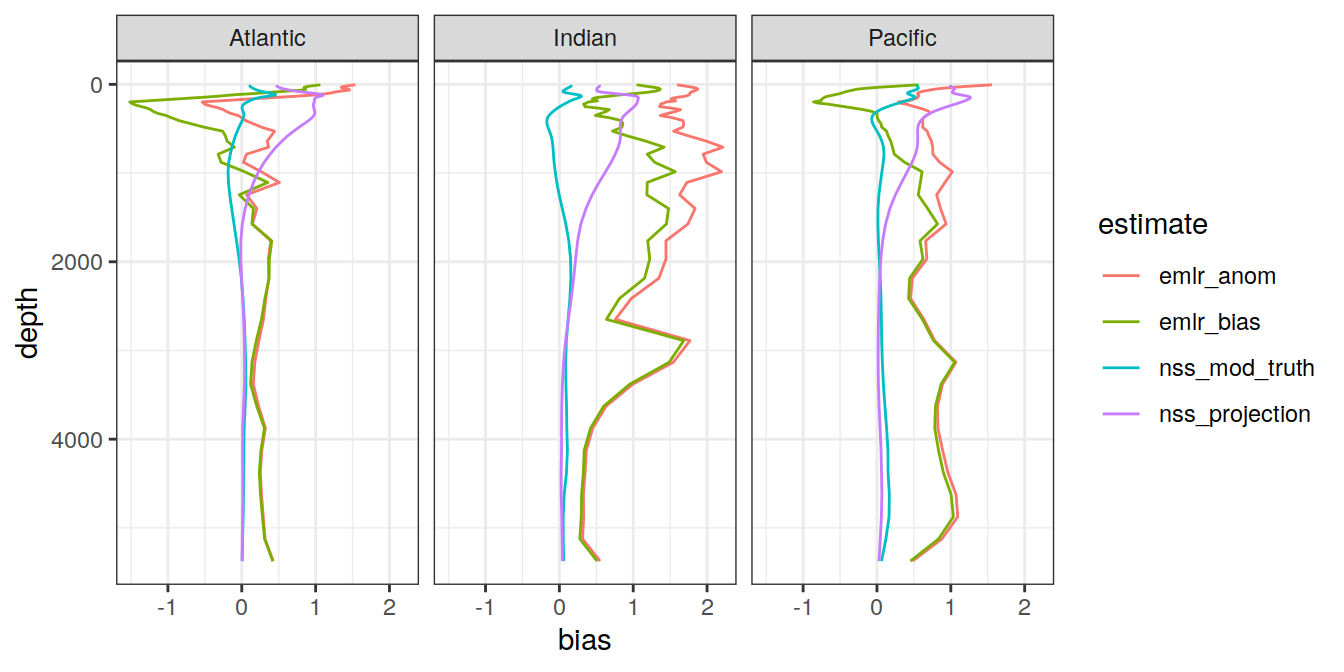 Atlantic Indian Pacific
0
2000
4000
depth
-1 0 1 2 -1 0 1 2 -1 0 1 2
bias
estimate
emlr_anom
emlr_bias
nss_mod_truth
nss_projection